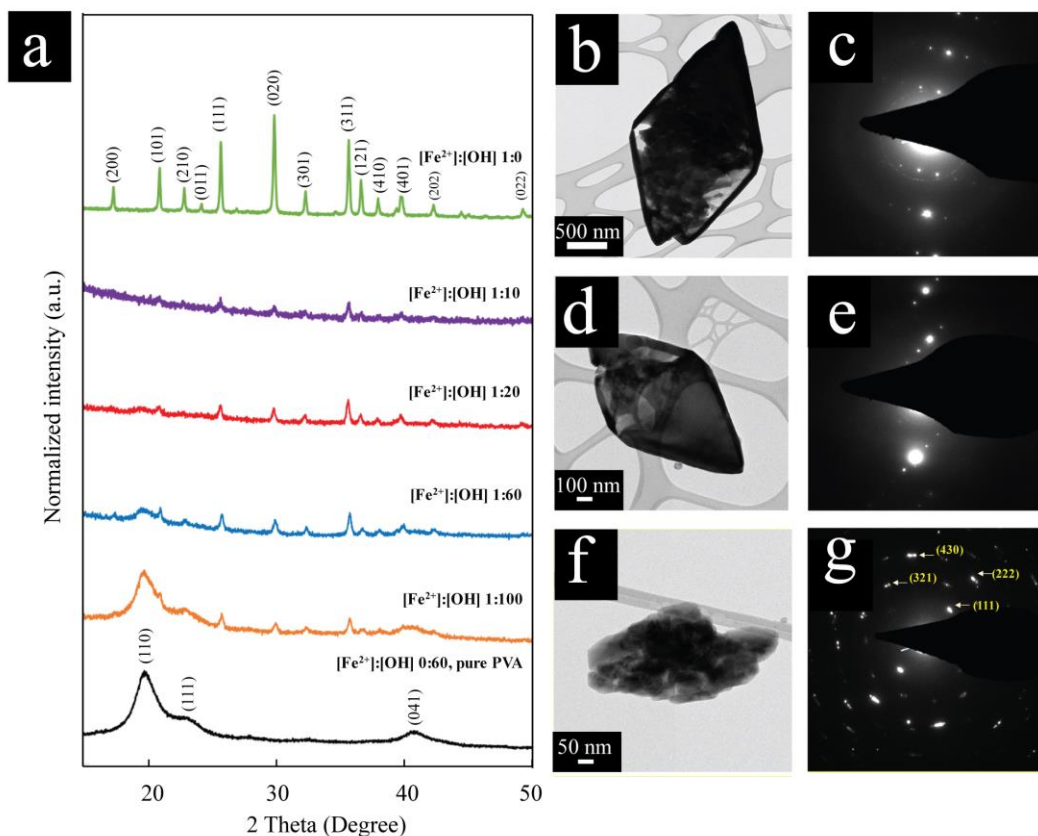 a
(200)
(101)
(210)
(011)
(111)
(020)
(301)
(311)
(121)
(410)
(401)
(202)
(022)
[Fe²⁺]:[OH] 1:0
[Fe²⁺]:[OH] 1:10
[Fe²⁺]:[OH] 1:20
[Fe²⁺]:[OH] 1:60
[Fe²⁺]:[OH] 1:100
[Fe²⁺]:[OH] 0:60, pure PVA
(110)
(111)
(041)
Normalized intensity (a.u.)
20
30
40
50
2 Theta (Degree)
b
500 nm
c
d
100 nm
e
f
50 nm
g
(430)
(321)
(222)
(111)